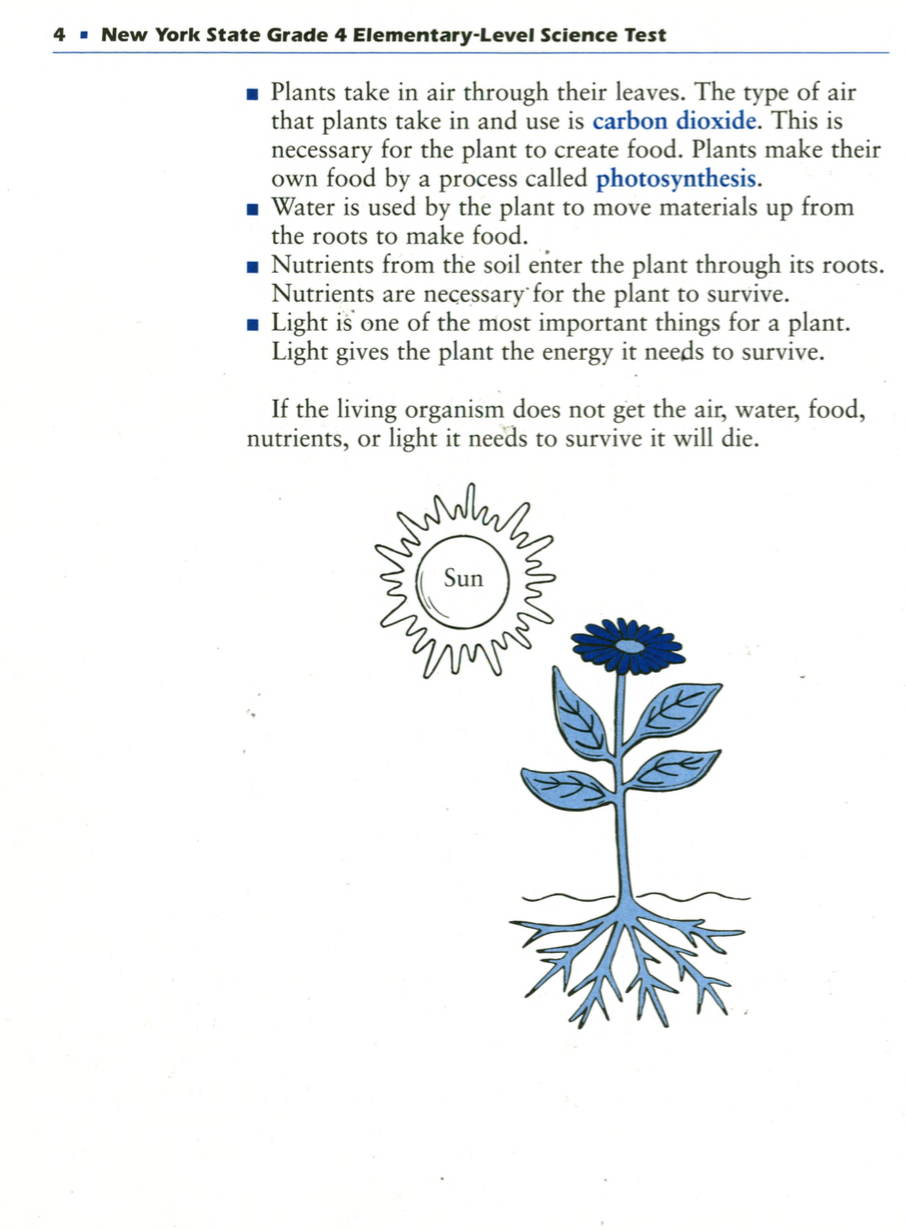 4 ■ New York State Grade 4 Elementary-Level Science Test
■ Plants take in air through their leaves. The type of air
that plants take in and use is carbon dioxide. This is
necessary for the plant to create food. Plants make their
own food by a process called photosynthesis.
■ Water is used by the plant to move materials up from
the roots to make food.
■ Nutrients from the soil enter the plant through its roots.
Nutrients are necessary for the plant to survive.
■ Light is one of the most important things for a plant.
Light gives the plant the energy it needs to survive.
If the living organism does not get the air, water, food,
nutrients, or light it needs to survive it will die.
Sun